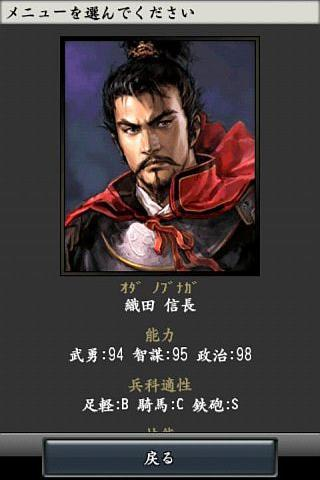 メニューを選んでください
ｵﾀﾞ ﾉﾌﾞﾅｶﾞ
織田 信長
能力
武勇:94 智謀:95 政治:98
兵科適性
足軽:B 騎馬:C 鉄砲:S
戻る